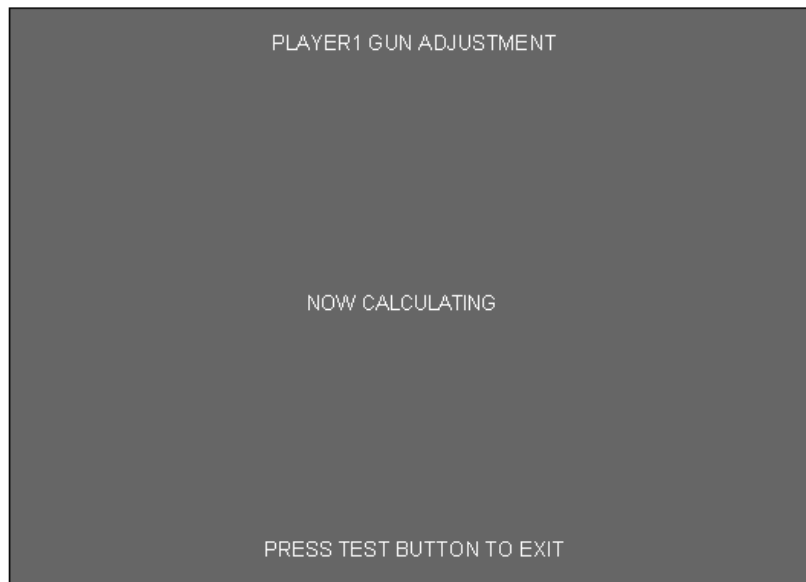 PLAYER1 GUN ADJUSTMENT
NOW CALCULATING
PRESS TEST BUTTON TO EXIT